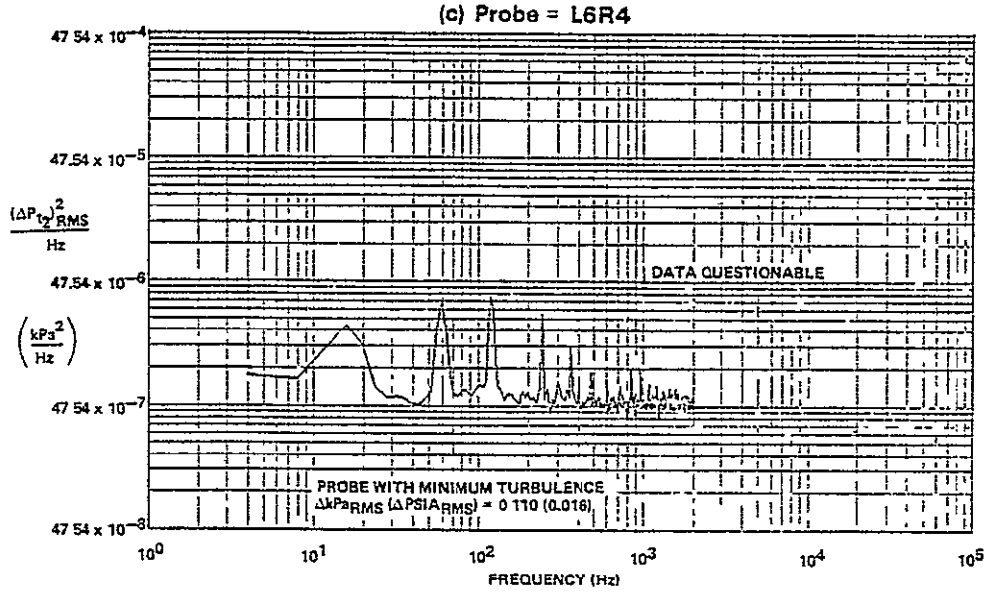 (c) Probe = L6R4
47 54 x 10⁻⁴
47.54 x 10⁻⁵
(ΔPt₂)²RMS
Hz
47.54 x 10⁻⁶
DATA QUESTIONABLE
(kPa²
Hz)
47 54 x 10⁻⁷
PROBE WITH MINIMUM TURBULENCE
ΔkPaRMS (ΔPSIARMS) = 0 110 (0.016)
47 54 x 10⁻⁸
10⁰ 10¹ 10² 10³ 10⁴ 10⁵
FREQUENCY (Hz)